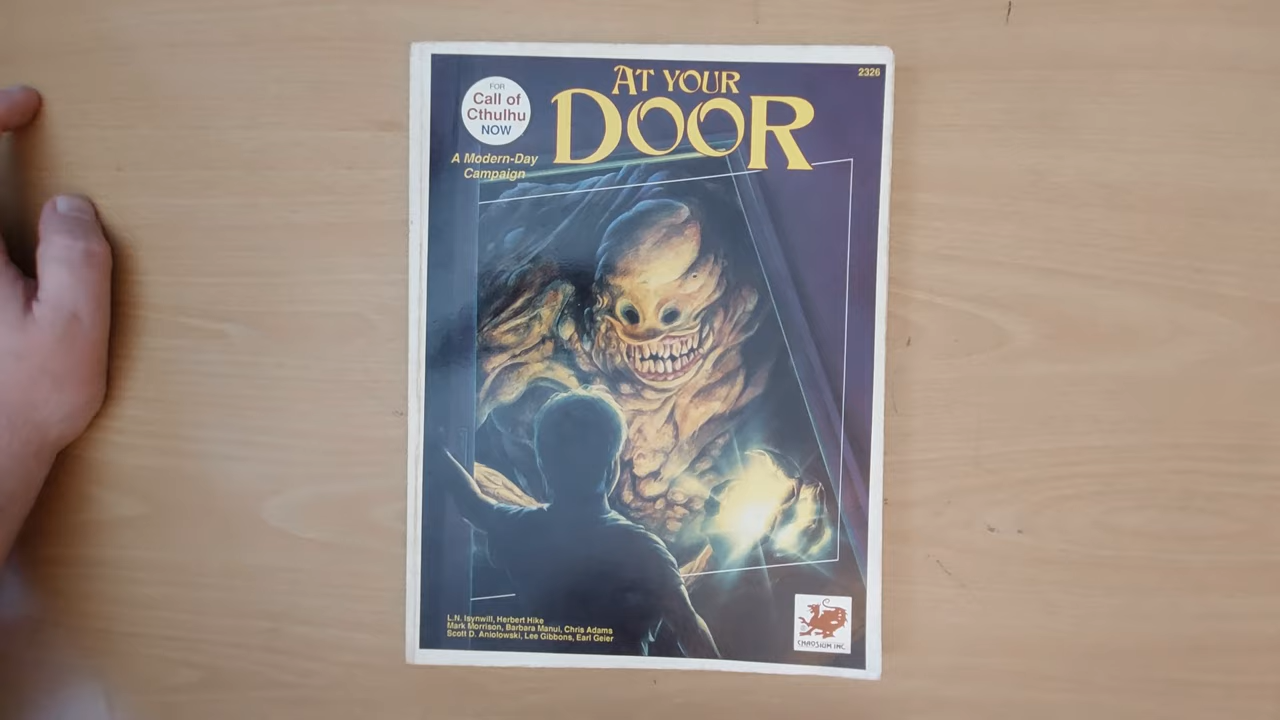 AT YOUR
DOOR
2326
FOR
Call of
Cthulhu
NOW
A Modern-Day
Campaign
L.N. Isynwill, Herbert Hike
Mark Morrison, Barbara Manui, Chris Adams
Scott D. Aniolowski, Lee Gibbons, Earl Geier
CHAOSIUM INC.